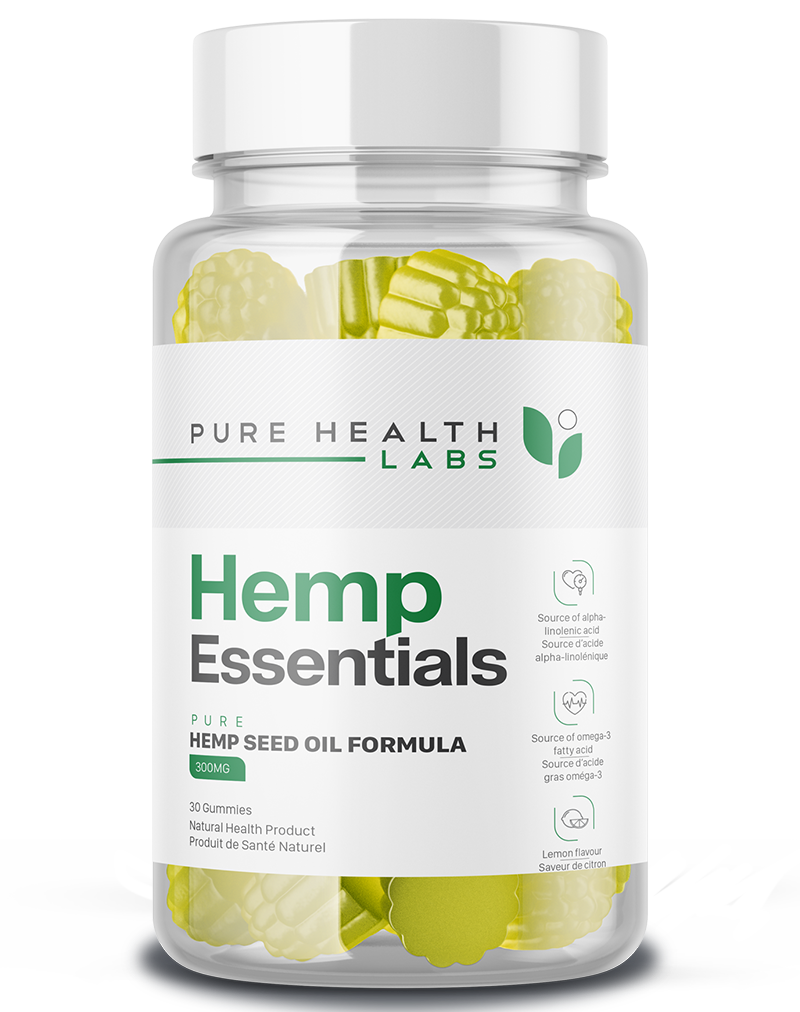 PURE HEALTH
LABS
Hemp
Essentials
PURE
HEMP SEED OIL FORMULA
300MG
30 Gummies
Natural Health Product
Produit de Santé Naturel
Source of alpha-
linolenic acid
Source d'acide
alpha-linolénique
Source of omega-3
fatty acid
Source d'acide
gras oméga-3
Lemon flavour
Saveur de citron